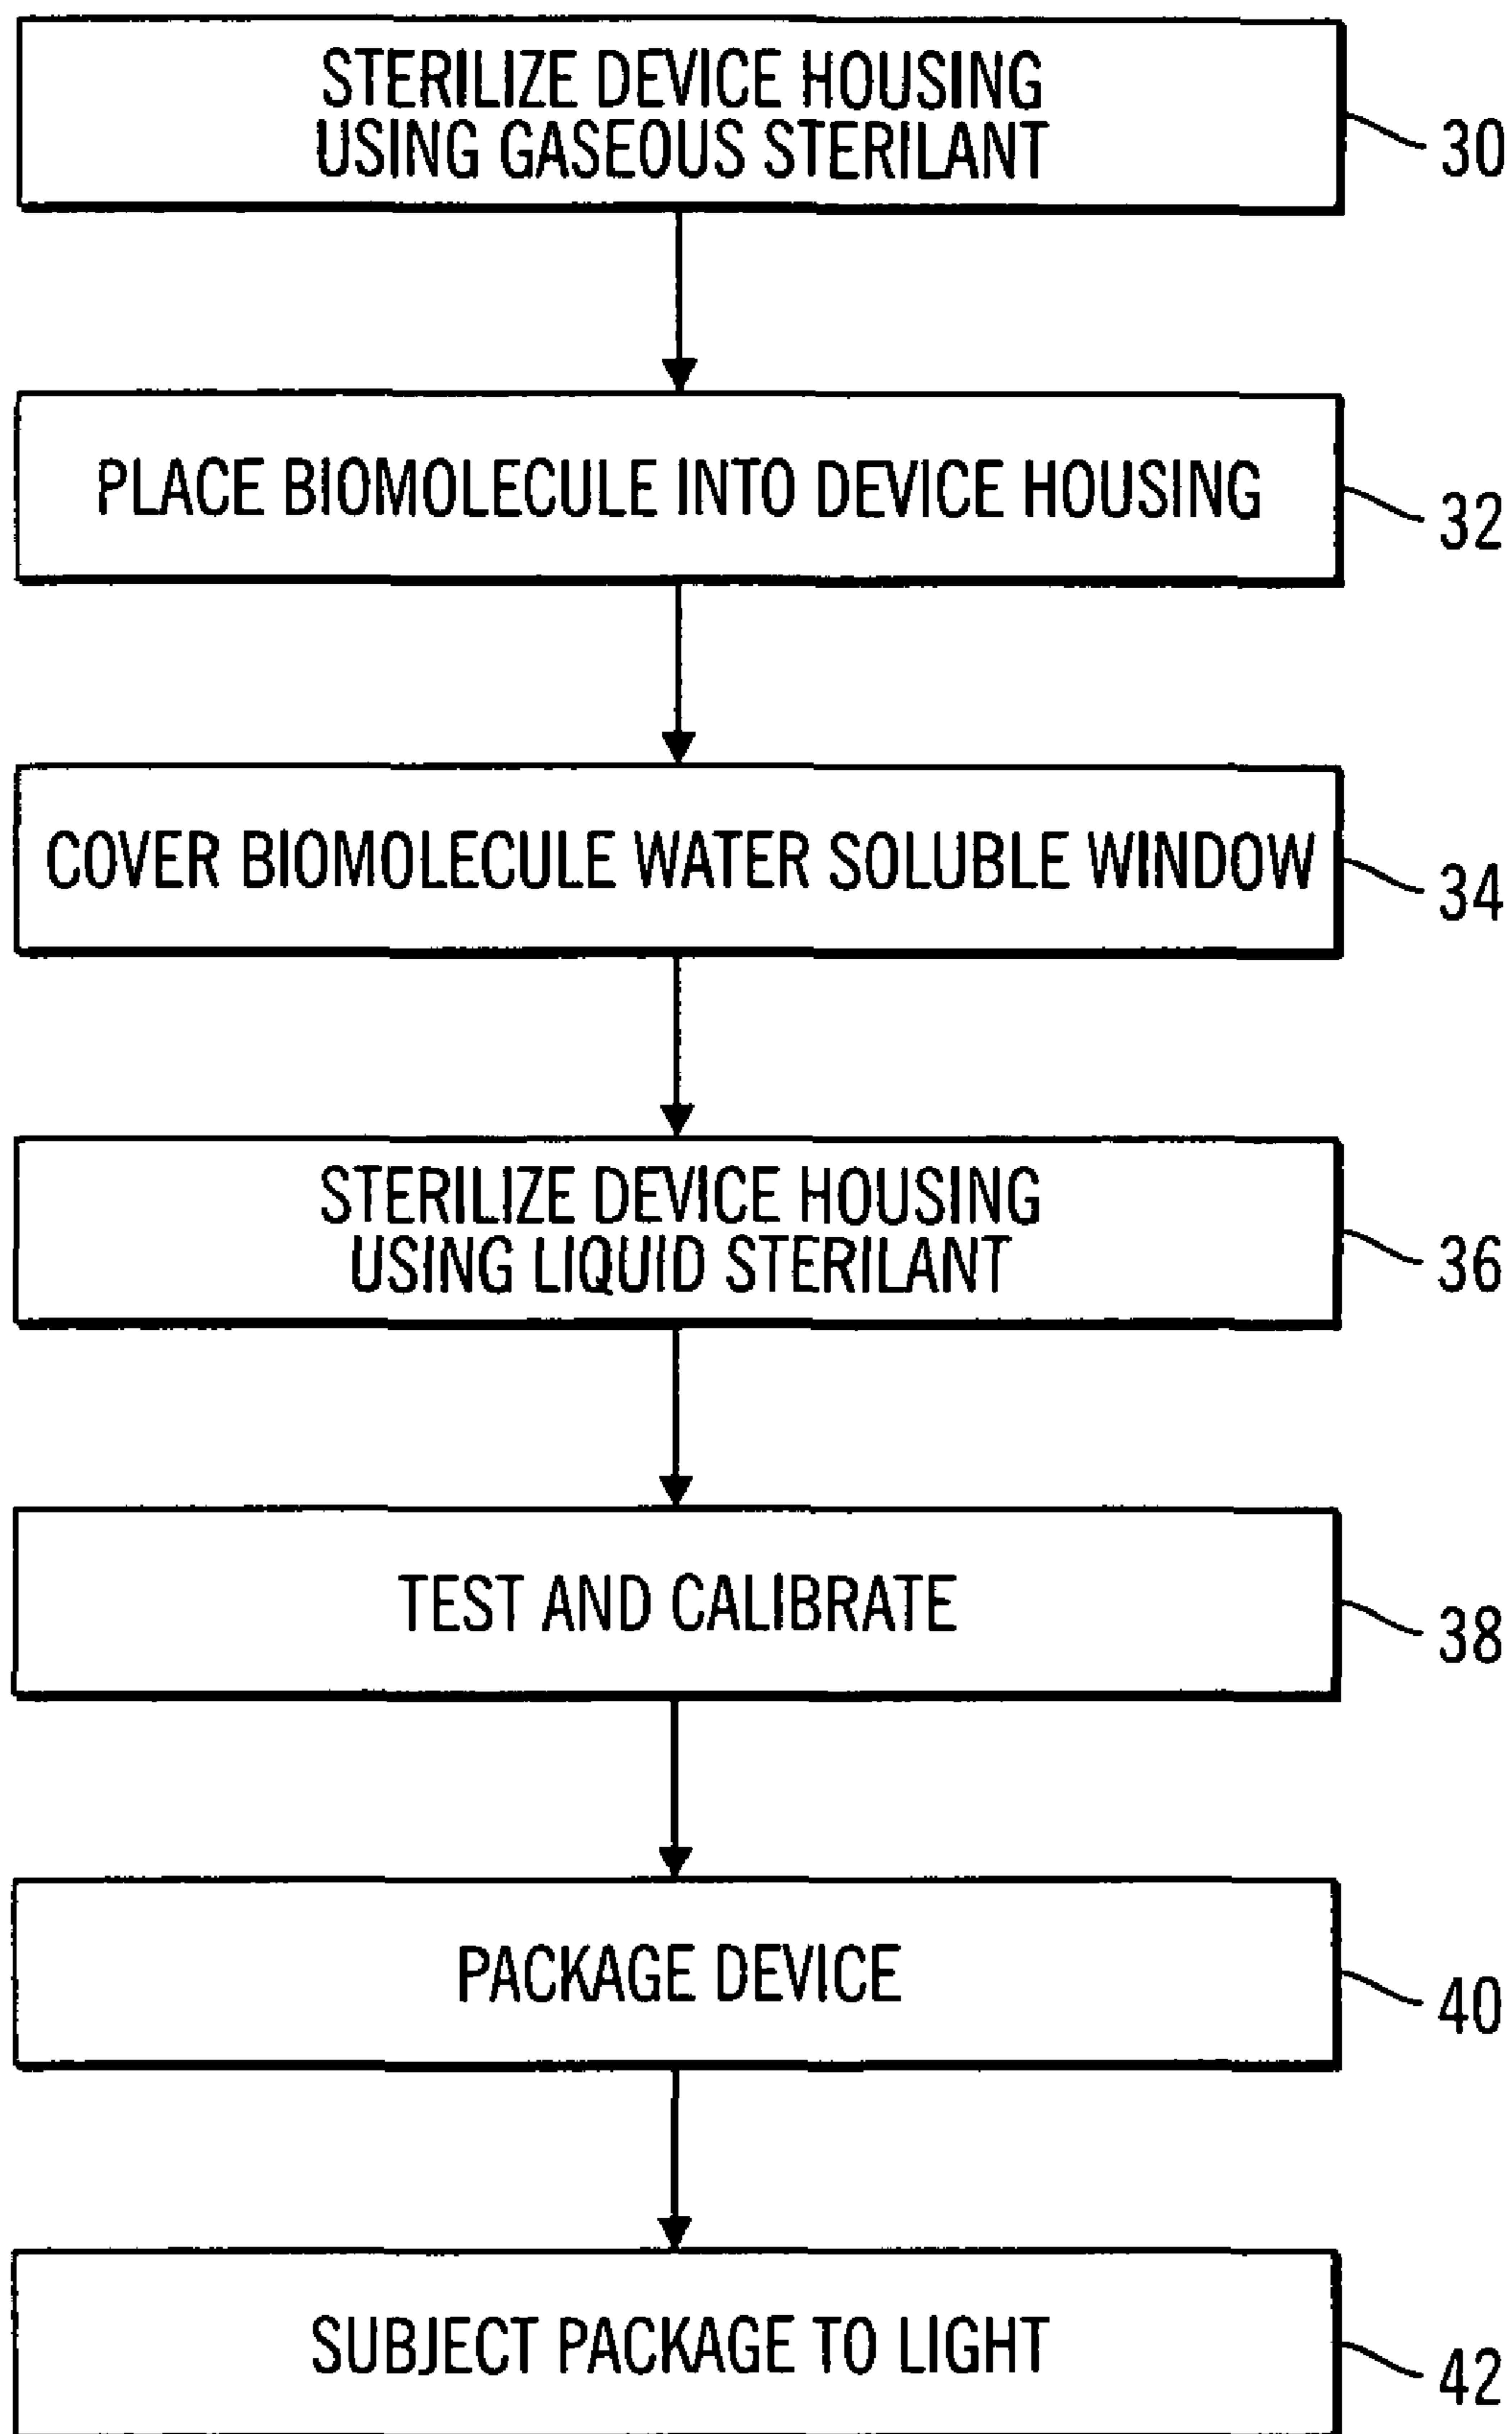 STERILIZE DEVICE HOUSING
USING GASEOUS STERILANT
30
PLACE BIOMOLECULE INTO DEVICE HOUSING
32
COVER BIOMOLECULE WATER SOLUBLE WINDOW
34
STERILIZE DEVICE HOUSING
USING LIQUID STERILANT
36
TEST AND CALIBRATE
38
PACKAGE DEVICE
40
SUBJECT PACKAGE TO LIGHT
42